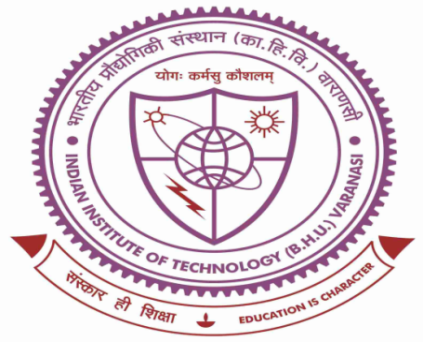 भारतीय प्रौद्योगिकी संस्थान (का.हि.वि.) वाराणसी
योगः कर्मसु कौशलम्
INDIAN INSTITUTE OF TECHNOLOGY (B.H.U.) VARANASI
संस्कार ही शिक्षा
EDUCATION IS CHARACTER